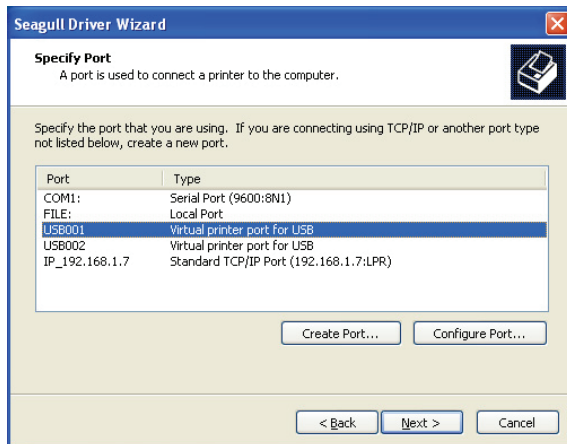 Seagull Driver Wizard
Specify Port
A port is used to connect a printer to the computer.
Specify the port that you are using. If you are connecting using TCP/IP or another port type
not listed below, create a new port.
Port Type
COM1: Serial Port (9600:8N1)
FILE: Local Port
USB001 Virtual printer port for USB
USB002 Virtual printer port for USB
IP_192.168.1.7 Standard TCP/IP Port (192.168.1.7:LPR)
Create Port... Configure Port...
< Back Next > Cancel